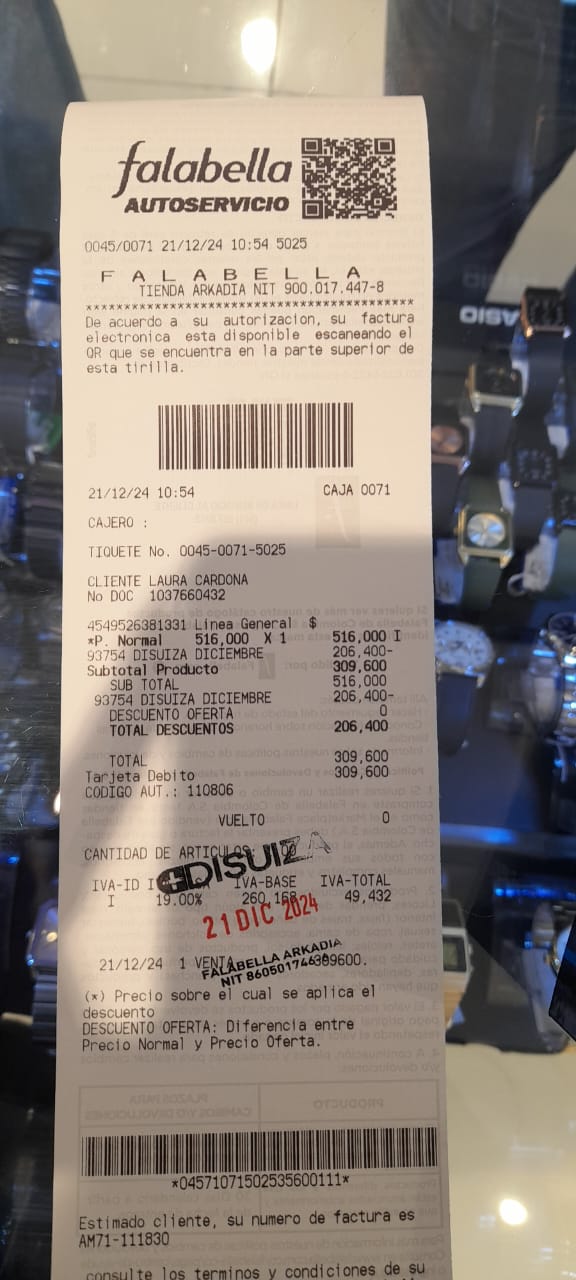 falabella
AUTOSERVICIO
0045/0071 21/12/24 10:54 5025
F A L A B E L L A
TIENDA ARKADIA NIT 900.017.447-8
****************************************
De acuerdo a su autorizacion, su factura
electronica esta disponible escaneando el
QR que se encuentra en la parte superior de
esta tirilla.
21/12/24 10:54 CAJA 0071
CAJERO :
TIQUETE No. 0045-0071-5025
CLIENTE LAURA CARDONA
No DOC 1037660432
4549526381331 Linea General $
*P. Normal 516,000 X 1 516,000 I
93754 DISUIZA DICIEMBRE 206,400-
Subtotal Producto 309,600
SUB TOTAL 516,000
93754 DISUIZA DICIEMBRE 206,400-
DESCUENTO OFERTA 0
TOTAL DESCUENTOS 206,400
TOTAL 309,600
Tarjeta Debito 309,600
CODIGO AUT.: 110806
VUELTO 0
CANTIDAD DE ARTICULOS:
DISUIZA
IVA-ID IVA-BASE IVA-TOTAL
I 19.00% 260,168 49,432
21 DIC 2024
21/12/24 1 VENTA 309600.
FALABELLA ARKADIA
NIT
(*) Precio sobre el cual se aplica el
descuento
DESCUENTO OFERTA: Diferencia entre
Precio Normal y Precio Oferta.
*04571071502535600111*
Estimado cliente, su numero de factura es
AM71-111830
consulte los terminos y condiciones de su
CASIO